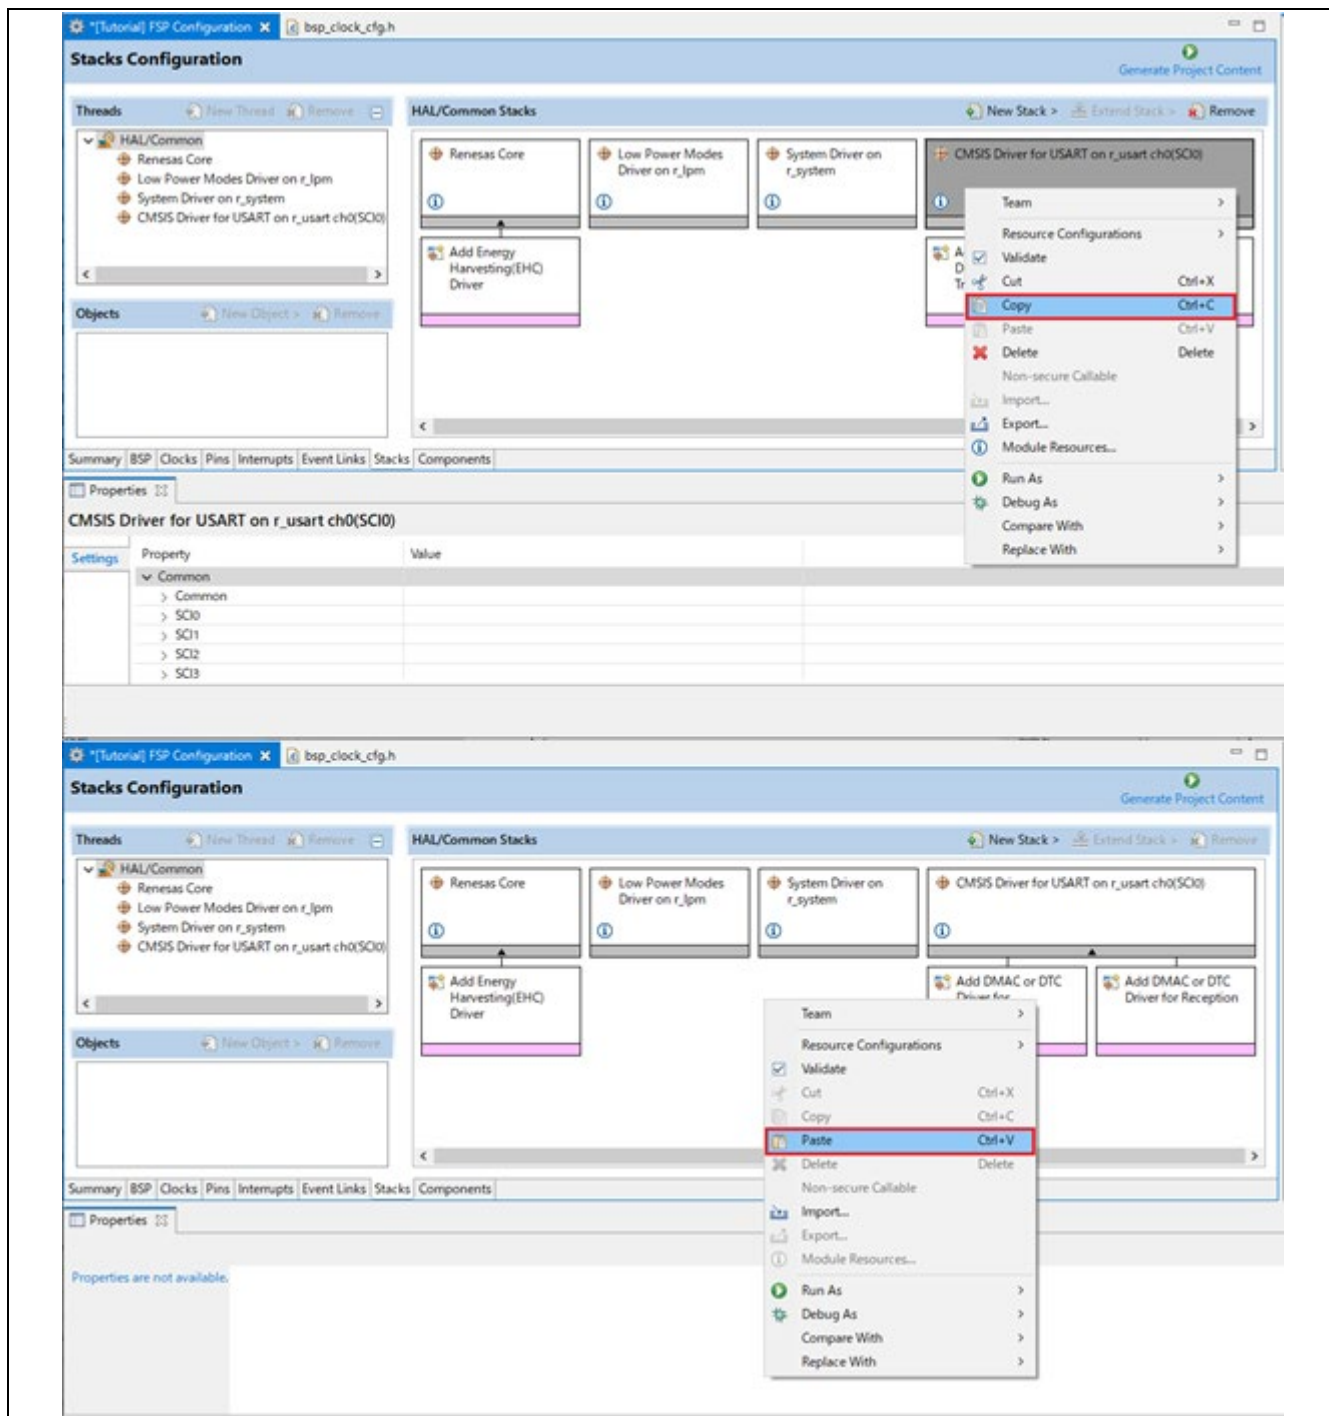 *[Tutorial] FSP Configuration bsp_clock_cfg.h
Stacks Configuration
Generate Project Content
Threads New Thread Remove
HAL/Common Stacks New Stack > Extend Stack > Remove
HAL/Common
Renesas Core
Low Power Modes Driver on r_lpm
System Driver on r_system
CMSIS Driver for USART on r_usart ch0(SCI0)
Objects New Object > Remove
Renesas Core
Low Power Modes
Driver on r_lpm
System Driver on
r_system
CMSIS Driver for USART on r_usart ch0(SCI0)
Add Energy
Harvesting(EHC)
Driver
A
D
Tr
Team
Resource Configurations
Validate
Cut Ctrl+X
Copy Ctrl+C
Paste Ctrl+V
Delete Delete
Non-secure Callable
Import...
Export...
Module Resources...
Run As
Debug As
Compare With
Replace With
Summary BSP Clocks Pins Interrupts Event Links Stacks Components
Properties
CMSIS Driver for USART on r_usart ch0(SCI0)
Settings Property Value
Common
Common
SCI0
SCI1
SCI2
SCI3
*[Tutorial] FSP Configuration bsp_clock_cfg.h
Stacks Configuration
Generate Project Content
Threads New Thread Remove
HAL/Common Stacks New Stack > Extend Stack > Remove
HAL/Common
Renesas Core
Low Power Modes Driver on r_lpm
System Driver on r_system
CMSIS Driver for USART on r_usart ch0(SCI0)
Objects New Object > Remove
Renesas Core
Low Power Modes
Driver on r_lpm
System Driver on
r_system
CMSIS Driver for USART on r_usart ch0(SCI0)
Add Energy
Harvesting(EHC)
Driver
Add DMAC or DTC
Driver for
Add DMAC or DTC
Driver for Reception
Team
Resource Configurations
Validate
Cut Ctrl+X
Copy Ctrl+C
Paste Ctrl+V
Delete Delete
Non-secure Callable
Import...
Export...
Module Resources...
Run As
Debug As
Compare With
Replace With
Summary BSP Clocks Pins Interrupts Event Links Stacks Components
Properties
Properties are not available.